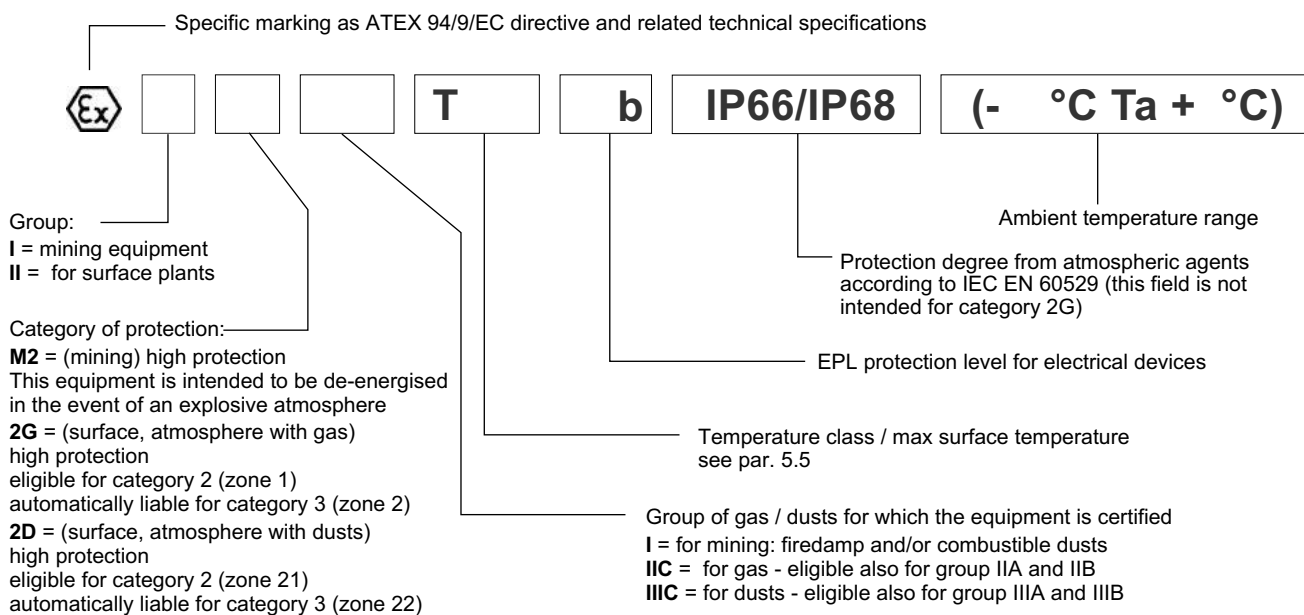 Specific marking as ATEX 94/9/EC directive and related technical specifications
Ex T b IP66/IP68 (- °C Ta + °C)
Group:
I = mining equipment
II = for surface plants
Category of protection:
M2 = (mining) high protection
This equipment is intended to be de-energised
in the event of an explosive atmosphere
2G = (surface, atmosphere with gas)
high protection
eligible for category 2 (zone 1)
automatically liable for category 3 (zone 2)
2D = (surface, atmosphere with dusts)
high protection
eligible for category 2 (zone 21)
automatically liable for category 3 (zone 22)
Ambient temperature range
Protection degree from atmospheric agents
according to IEC EN 60529 (this field is not
intended for category 2G)
EPL protection level for electrical devices
Temperature class / max surface temperature
see par. 5.5
Group of gas / dusts for which the equipment is certified
I = for mining: firedamp and/or combustible dusts
IIC = for gas - eligible also for group IIA and IIB
IIIC = for dusts - eligible also for group IIIA and IIIB